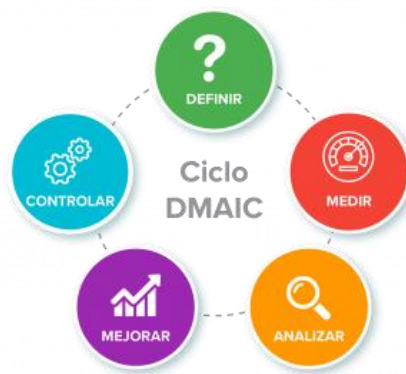 DEFINIR
Ciclo
DMAIC
MEDIR
ANALIZAR
MEJORAR
CONTROLAR